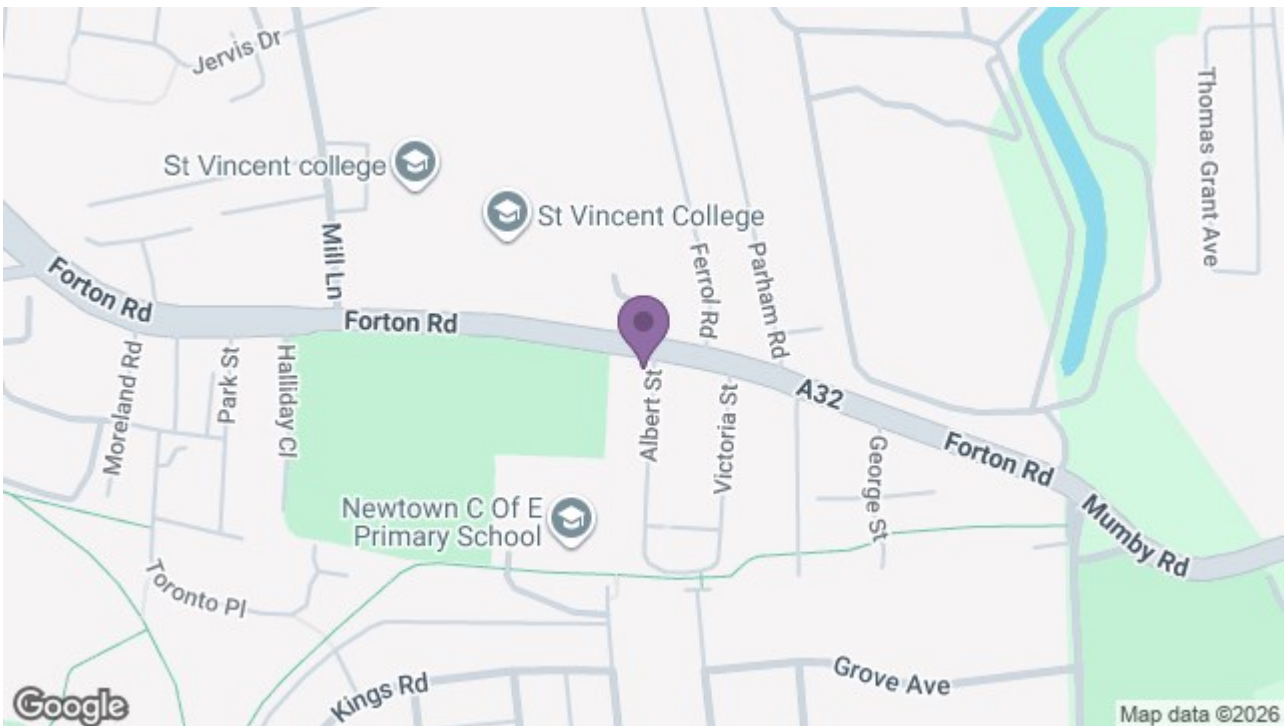 Jervis Dr
Thomas Grant Ave
St Vincent college
St Vincent College
Mill Ln
Ferrol Rd
Parham Rd
Forton Rd
Forton Rd
Moreland Rd
Park St
Halliday Cl
Albert St
Victoria St
A32
George St
Forton Rd
Newtown C Of E
Primary School
Mumby Rd
Toronto Pl
Kings Rd
Grove Ave
Google
Map data ©2026